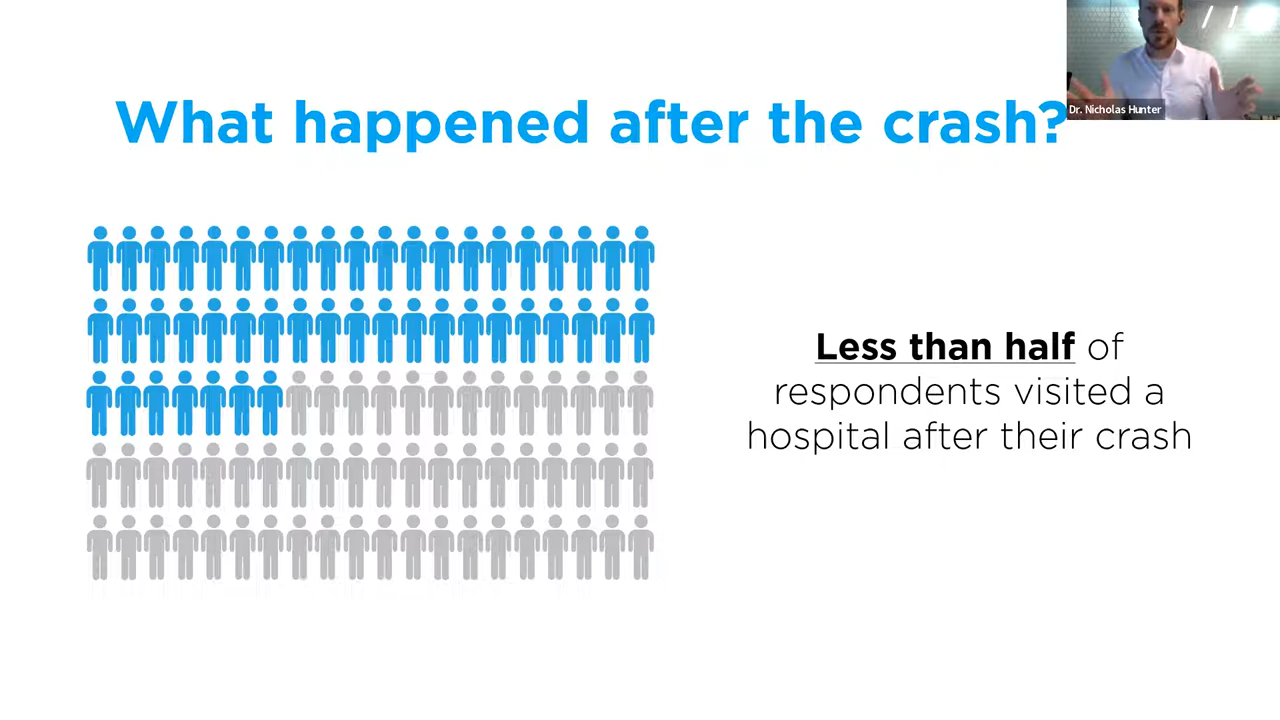 What happened after the crash?
Dr. Nicholas Hunter
Less than half of
respondents visited a
hospital after their crash